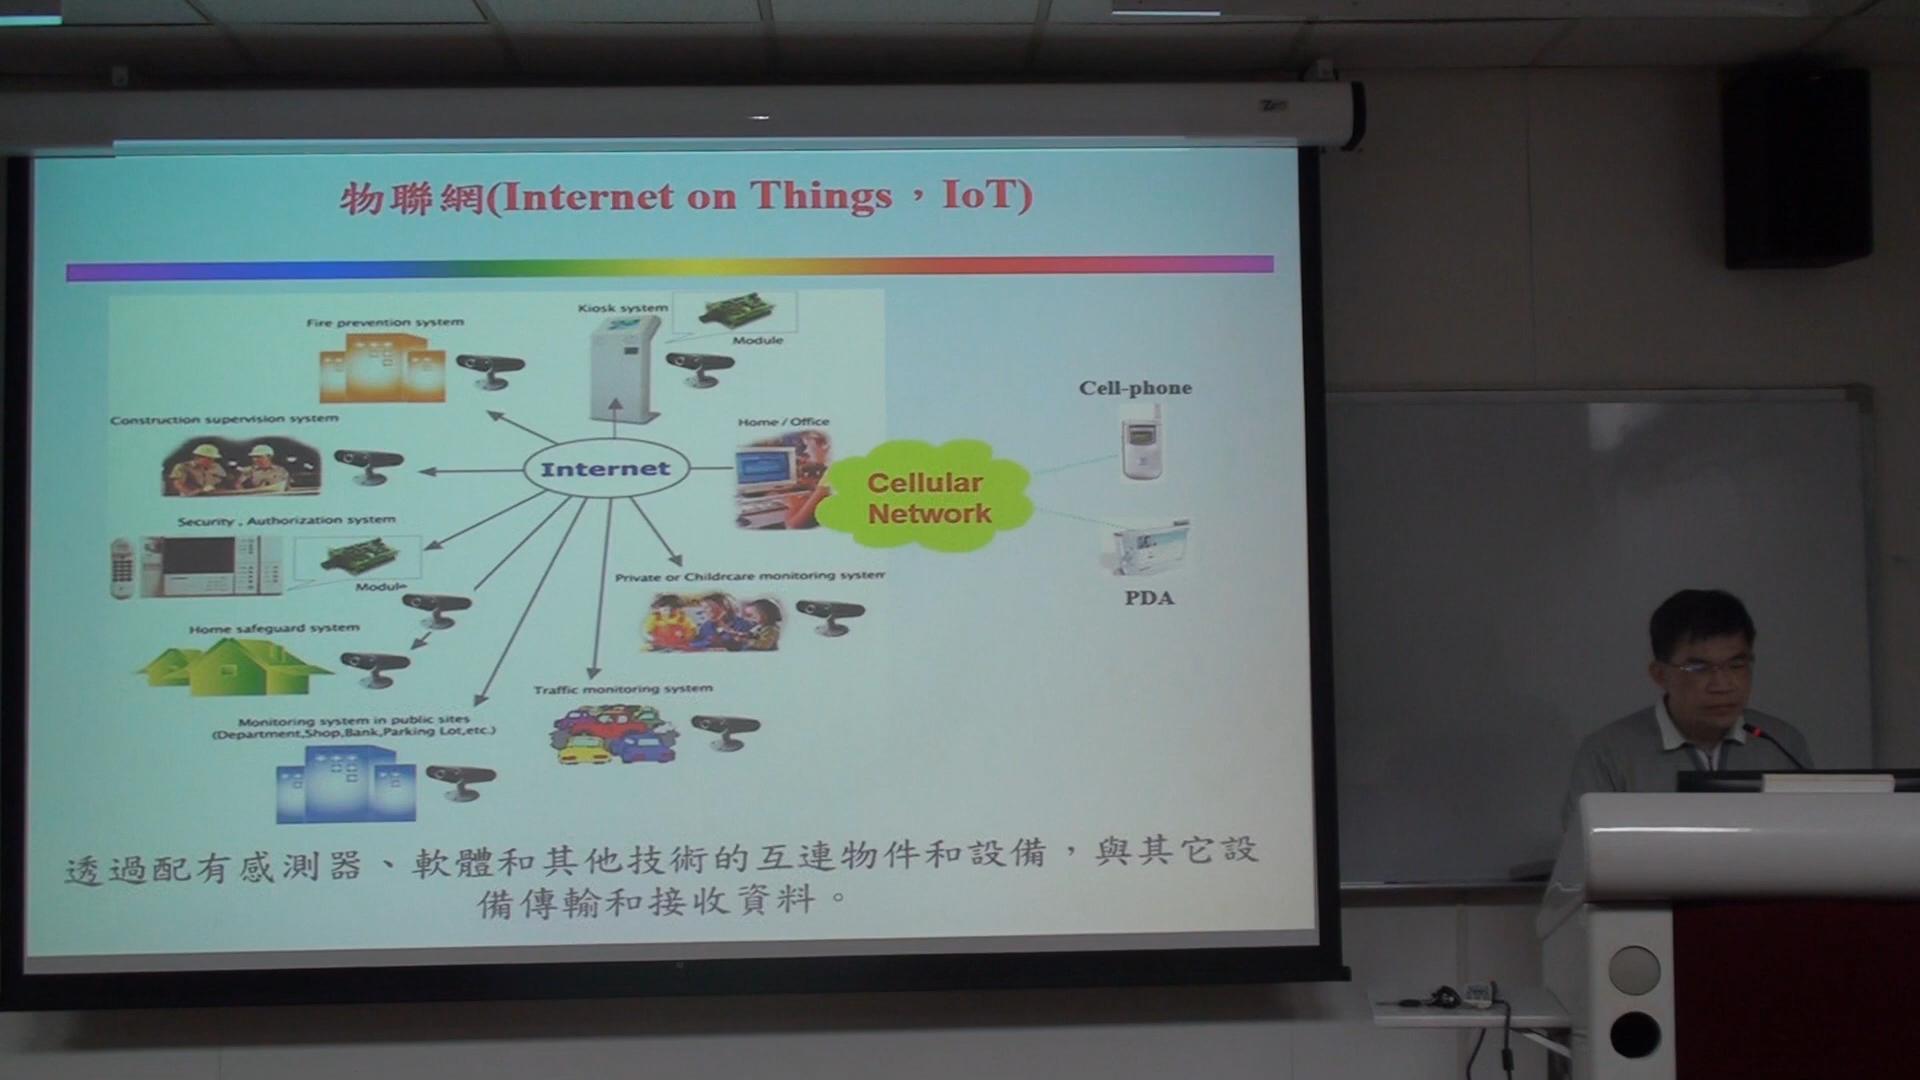 物聯網(Internet on Things，IoT)
Kiosk system
Fire prevention system
Module
Cell-phone
Construction supervision system
Home / Office
Internet
Cellular
Network
Security , Authorization system
Module
Private or Childrcare monitoring system
PDA
Home safeguard system
Traffic monitoring system
Monitoring system in public sites
(Department,Shop,Bank,Parking Lot,etc.)
透過配有感測器、軟體和其他技術的互連物件和設備，與其它設
備傳輸和接收資料。